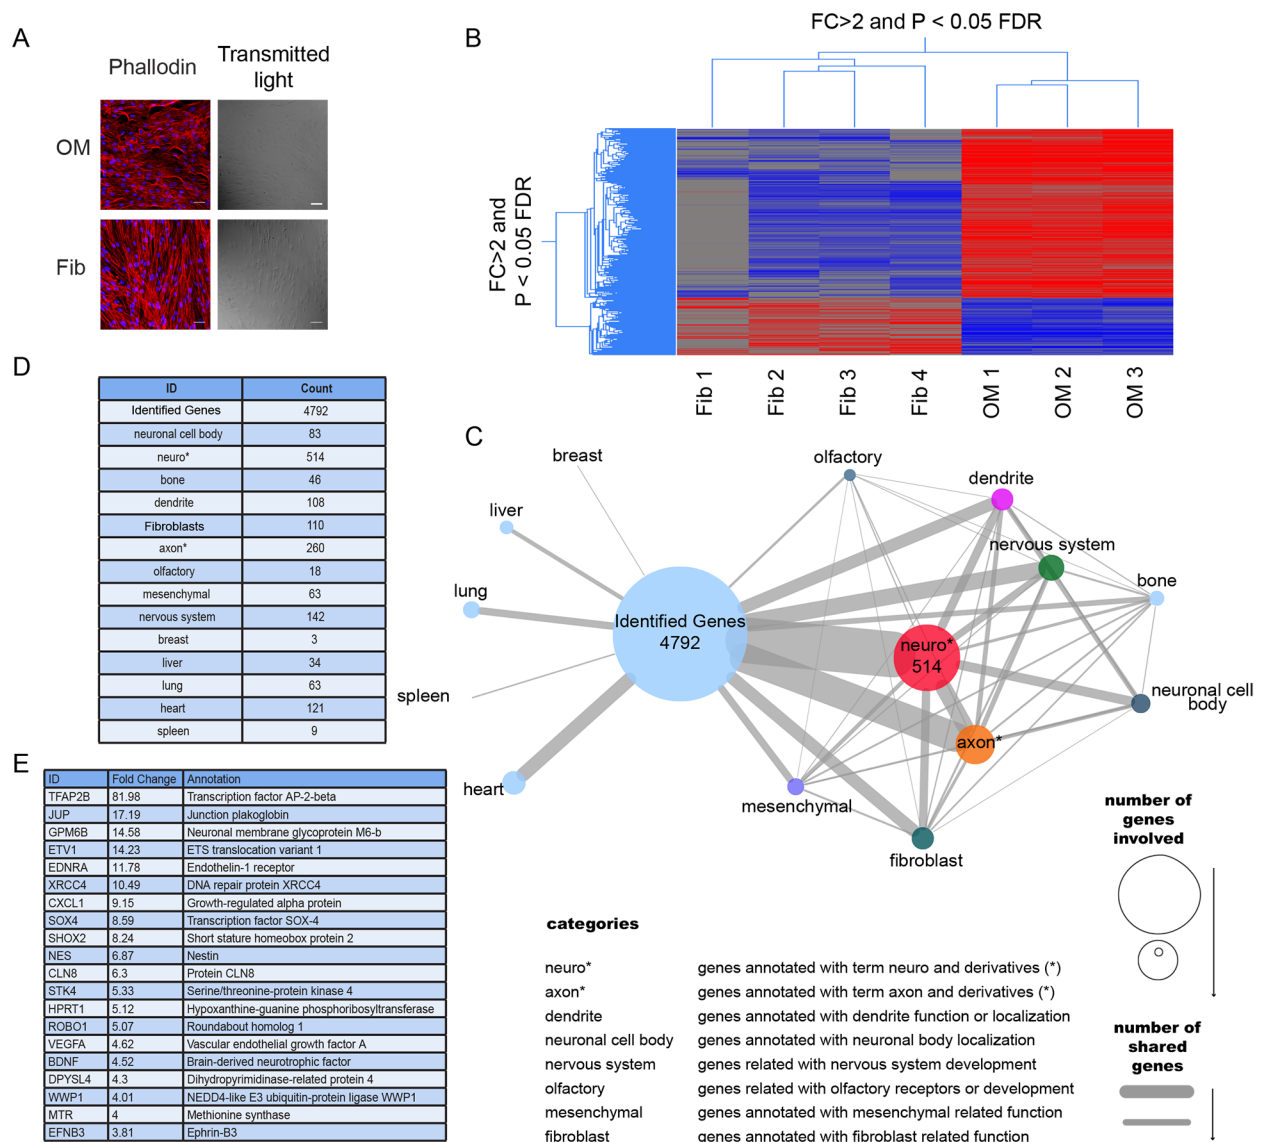 A
Phallodin
Transmitted
light
OM
Fib
B
FC>2 and P < 0.05 FDR
FC>2 and
P < 0.05 FDR
Fib 1
Fib 2
Fib 3
Fib 4
OM 1
OM 2
OM 3
D
ID Count
Identified Genes 4792
neuronal cell body 83
neuro* 514
bone 46
dendrite 108
Fibroblasts 110
axon* 260
olfactory 18
mesenchymal 63
nervous system 142
breast 3
liver 34
lung 63
heart 121
spleen 9
C
breast
olfactory
dendrite
liver
nervous system
bone
lung
Identified Genes
4792
neuro*
514
spleen
neuronal cell
body
axon*
heart
mesenchymal
fibroblast
number of
genes
involved
number of
shared
genes
categories
neuro* genes annotated with term neuro and derivatives (*)
axon* genes annotated with term axon and derivatives (*)
dendrite genes annotated with dendrite function or localization
neuronal cell body genes annotated with neuronal body localization
nervous system genes related with nervous system development
olfactory genes related with olfactory receptors or development
mesenchymal genes annotated with mesenchymal related function
fibroblast genes annotated with fibroblast related function
E
ID Fold Change Annotation
TFAP2B 81.98 Transcription factor AP-2-beta
JUP 17.19 Junction plakoglobin
GPM6B 14.58 Neuronal membrane glycoprotein M6-b
ETV1 14.23 ETS translocation variant 1
EDNRA 11.78 Endothelin-1 receptor
XRCC4 10.49 DNA repair protein XRCC4
CXCL1 9.15 Growth-regulated alpha protein
SOX4 8.59 Transcription factor SOX-4
SHOX2 8.24 Short stature homeobox protein 2
NES 6.87 Nestin
CLN8 6.3 Protein CLN8
STK4 5.33 Serine/threonine-protein kinase 4
HPRT1 5.12 Hypoxanthine-guanine phosphoribosyltransferase
ROBO1 5.07 Roundabout homolog 1
VEGFA 4.62 Vascular endothelial growth factor A
BDNF 4.52 Brain-derived neurotrophic factor
DPYSL4 4.3 Dihydropyrimidinase-related protein 4
WWP1 4.01 NEDD4-like E3 ubiquitin-protein ligase WWP1
MTR 4 Methionine synthase
EFNB3 3.81 Ephrin-B3